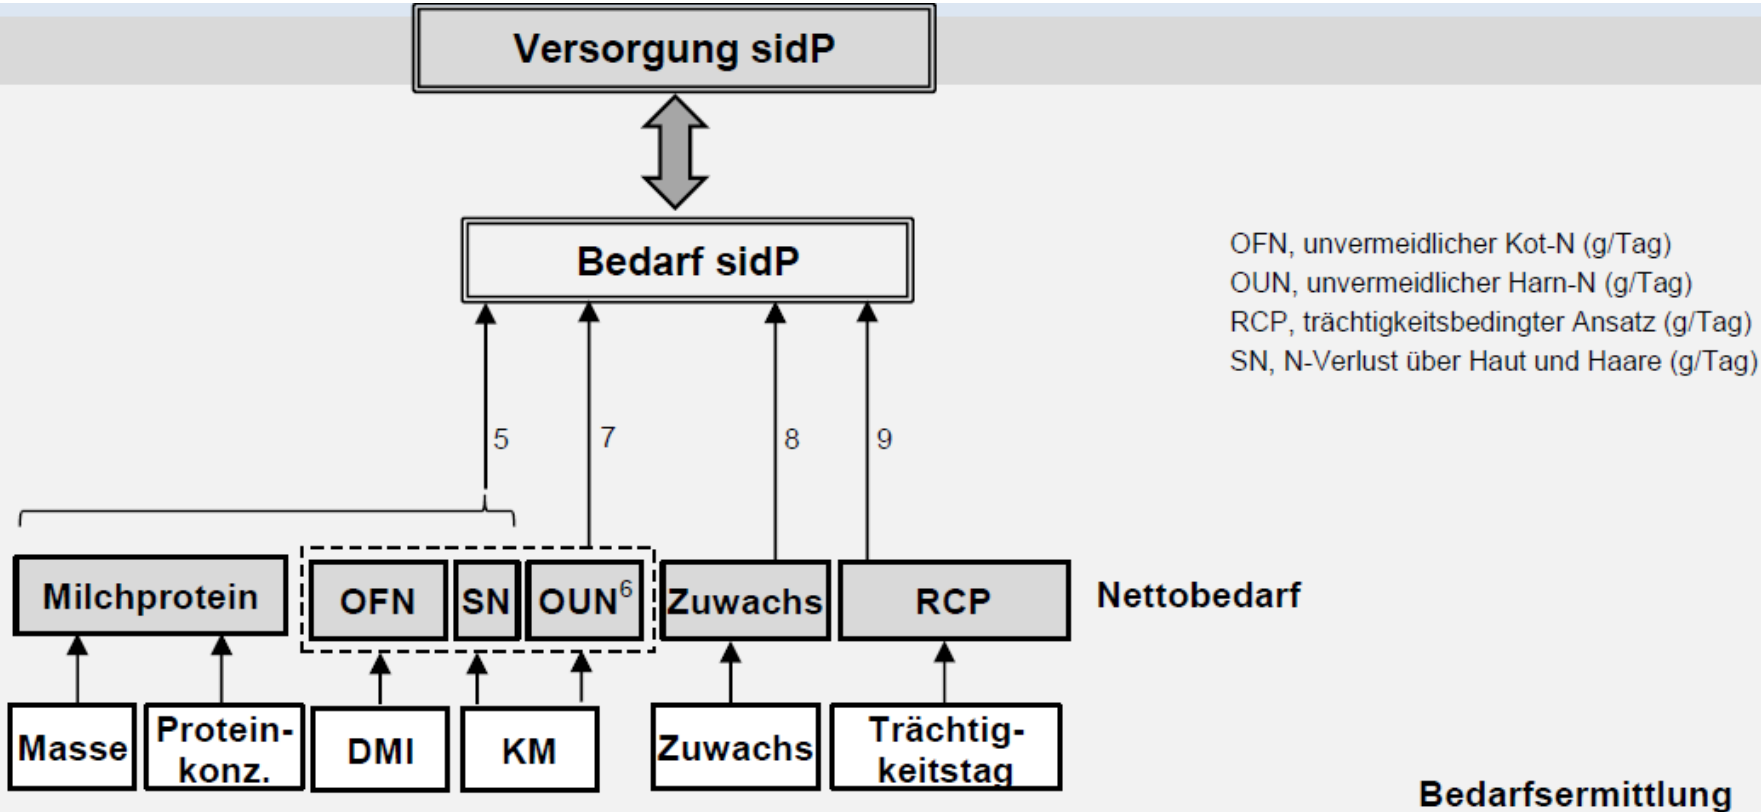 Versorgung sidP
Bedarf sidP
OFN, unvermeidlicher Kot-N (g/Tag)
OUN, unvermeidlicher Harn-N (g/Tag)
RCP, trächtigkeitsbedingter Ansatz (g/Tag)
SN, N-Verlust über Haut und Haare (g/Tag)
5 7 8 9
Milchprotein OFN SN OUN6 Zuwachs RCP Nettobedarf
Masse
Protein-
konz.
DMI
KM
Zuwachs
Trächtig-
keitstag
Bedarfsermittlung